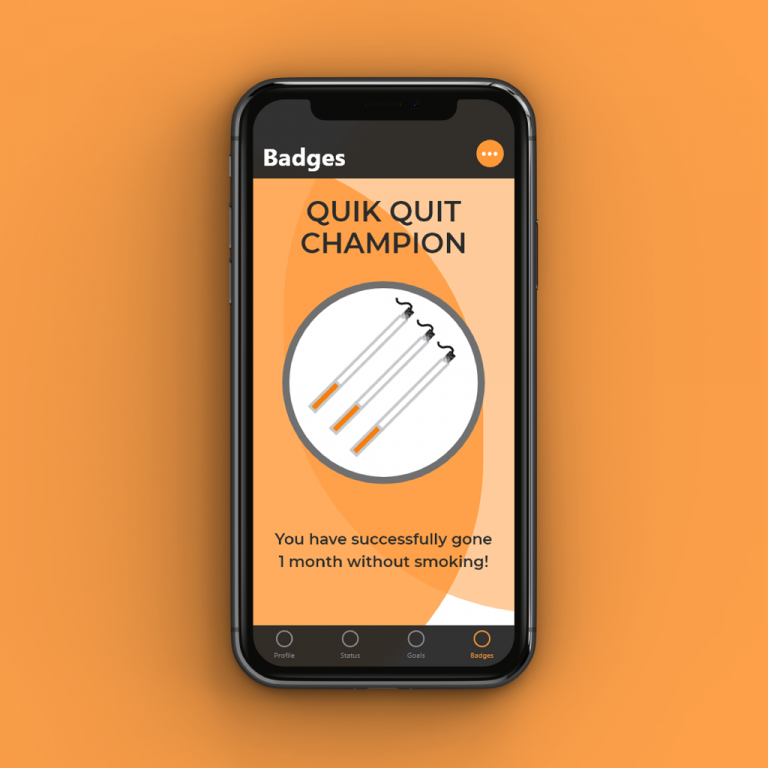 Badges
QUIK QUIT
CHAMPION
You have successfully gone
1 month without smoking!
Profile
Status
Goals
Badges